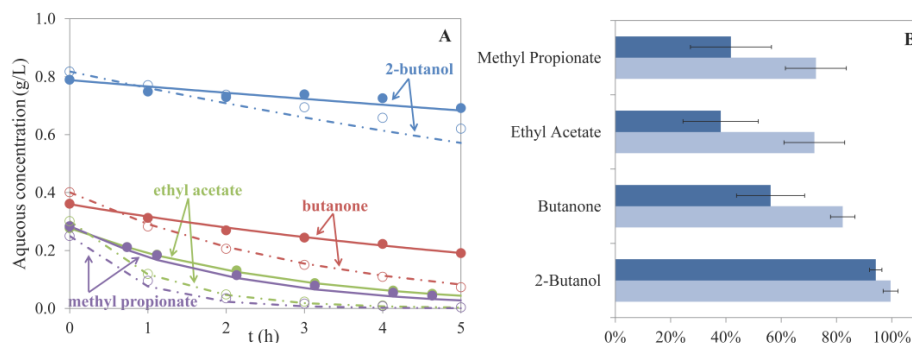 A
Aqueous concentration (g/L)
1.0
0.8
0.6
0.4
0.2
0.0
2-butanol
ethyl acetate
butanone
methyl propionate
0 1 2 3 4 5
t (h)
B
Methyl Propionate
Ethyl Acetate
Butanone
2-Butanol
0% 20% 40% 60% 80% 100%